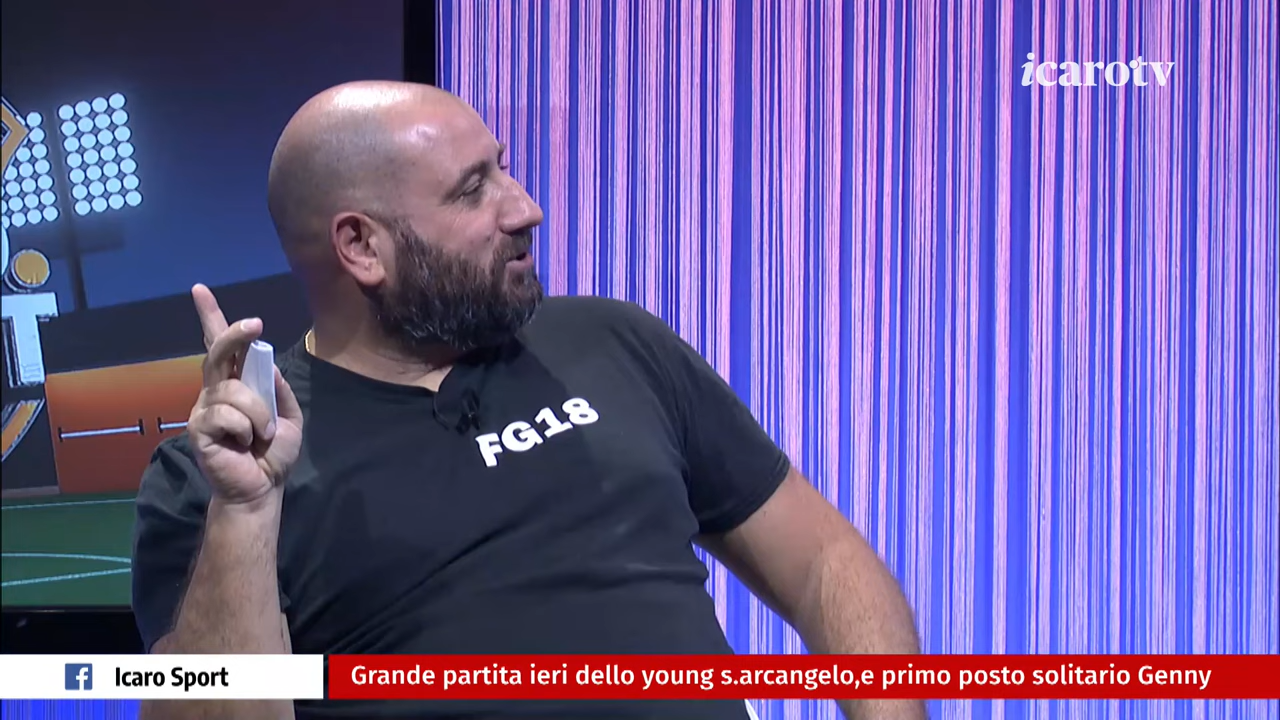 icarotv
T
FG18
Icaro Sport
Grande partita ieri dello young s.arcangelo,e primo posto solitario Genny